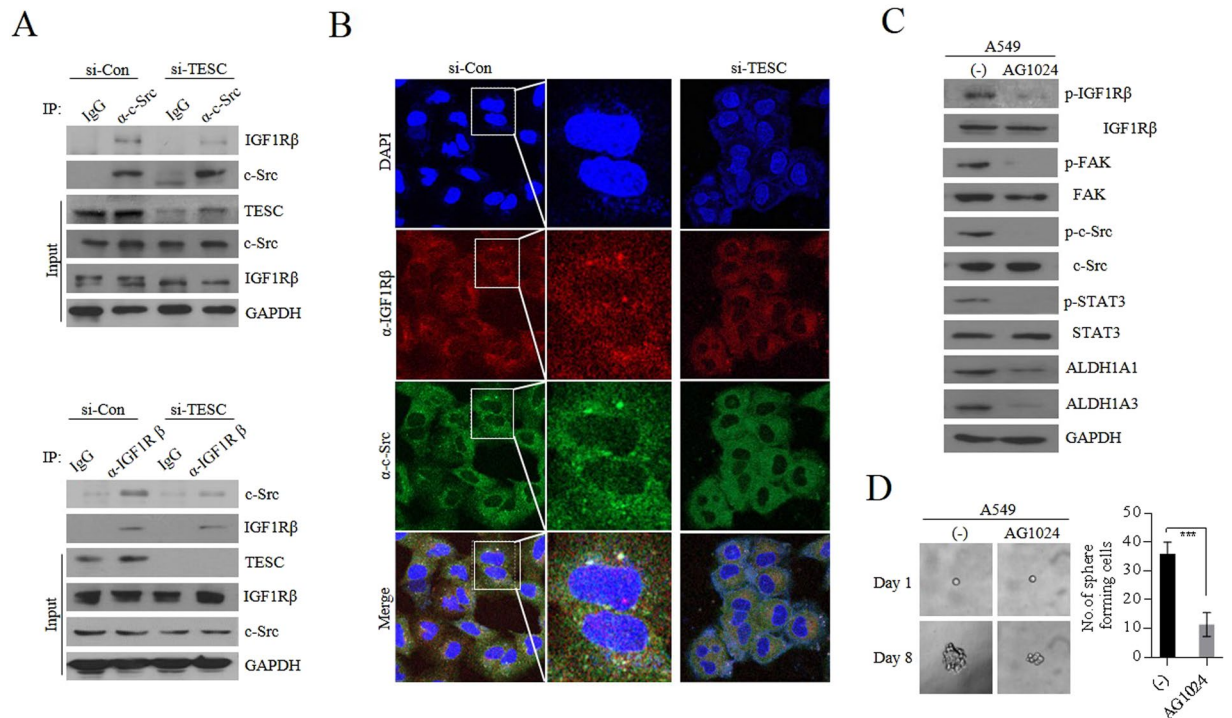 A
si-Con si-TESC
IP: IgG α-c-Src IgG α-c-Src
IGF1Rβ
c-Src
TESC
c-Src
IGF1Rβ
GAPDH
Input
si-Con si-TESC
IP: IgG α-IGF1R β IgG α-IGF1R β
c-Src
IGF1Rβ
TESC
IGF1Rβ
c-Src
GAPDH
Input
B
si-Con si-TESC
DAPI
α-IGF1Rβ
α-c-Src
Merge
C
A549
(-) AG1024
p-IGF1Rβ
IGF1Rβ
p-FAK
FAK
p-c-Src
c-Src
p-STAT3
STAT3
ALDH1A1
ALDH1A3
GAPDH
D
A549
(-) AG1024
Day 1
Day 8
No.of sphere
forming cells
50
40
30
20
10
0
***
(-)
AG1024